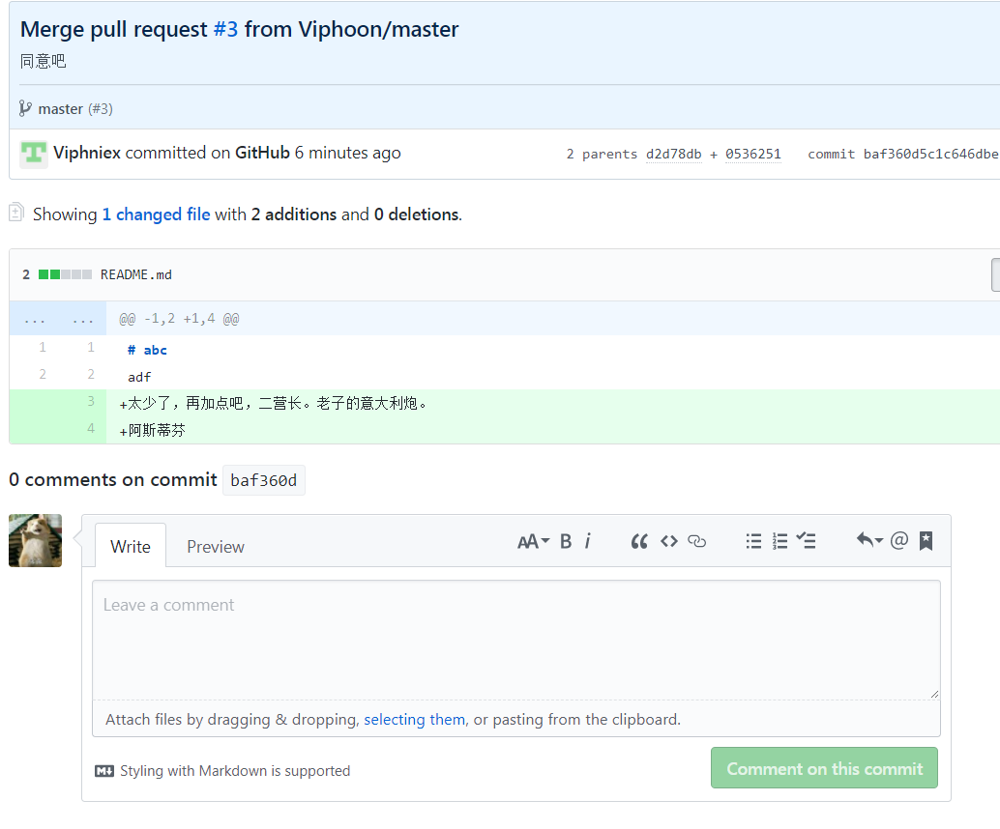 Merge pull request #3 from Viphoon/master
同意吧
master (#3)
Viphniex committed on GitHub 6 minutes ago 2 parents d2d78db + 0536251 commit baf360d5c1c646dbe
Showing 1 changed file with 2 additions and 0 deletions.
2 README.md
... ... @@ -1,2 +1,4 @@
1 1 # abc
2 2 adf
3 +太少了，再加点吧，二营长。老子的意大利炮。
4 +阿斯蒂芬
0 comments on commit baf360d
Write Preview AA B i
Leave a comment
Attach files by dragging & dropping, selecting them, or pasting from the clipboard.
Styling with Markdown is supported
Comment on this commit